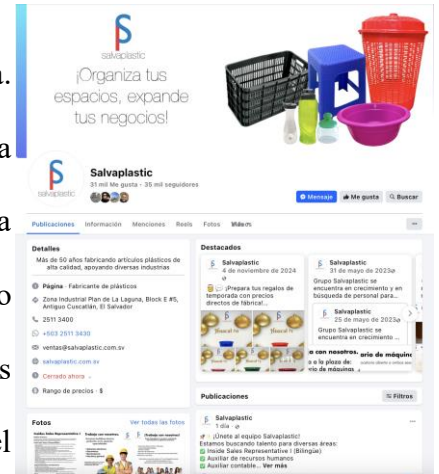 a.
a
a
o
s
el
salvaplastic
¡Organiza tus
espacios, expande
tus negocios!
salvaplastic
Salvaplastic
31 mil Me gusta • 35 mil seguidores
Mensaje
Me gusta
Buscar
Publicaciones
Información
Menciones
Reels
Fotos
Detalles
Más de 50 años fabricando artículos plásticos de
alta calidad, apoyando diversas industrias
Página · Fabricante de plásticos
Zona Industrial Plan de La Laguna, Block E #5,
Antiguo Cuscatlán, El Salvador
2511 3400
+503 2511 3430
ventas@salvaplastic.com.sv
salvaplastic.com.sv
Cerrado ahora
Rango de precios · $
Fotos
Ver todas las fotos
Destacados
Salvaplastic
4 de noviembre de 2024
¡Prepara tus regalos de
temporada con precios
directos de fábrica!...
Salvaplastic
31 de mayo de 2023
Grupo Salvaplastic se
encuentra en crecimiento y en
búsqueda de personal para...
Salvaplastic
25 de mayo de 2023
Grupo Salvaplastic se
encuentra en crecimiento ...
Publicaciones
Filtros
Salvaplastic
1 día
¡Únete al equipo Salvaplastic!
Estamos buscando talento para diversas áreas:
Inside Sales Representative I (Bilingüe)
Auxiliar de recursos humanos
Auxiliar contable... Ver más